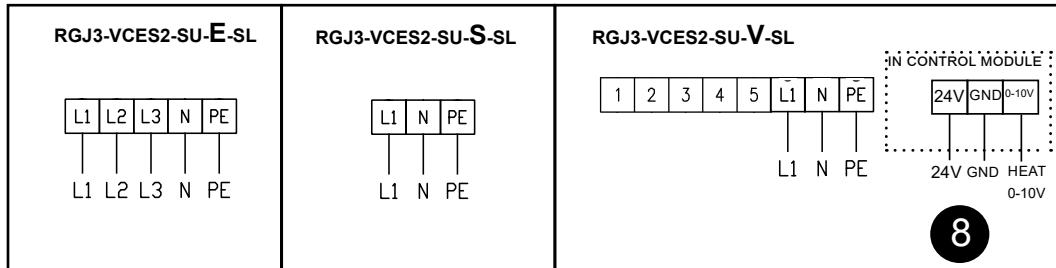 RGJ3-VCES2-SU-E-SL
L1 L2 L3 N PE
L1 L2 L3 N PE
RGJ3-VCES2-SU-S-SL
L1 N PE
L1 N PE
RGJ3-VCES2-SU-V-SL
1 2 3 4 5 L1 N PE
L1 N PE
IN CONTROL MODULE
24V GND 0-10V
24V GND HEAT
0-10V
8